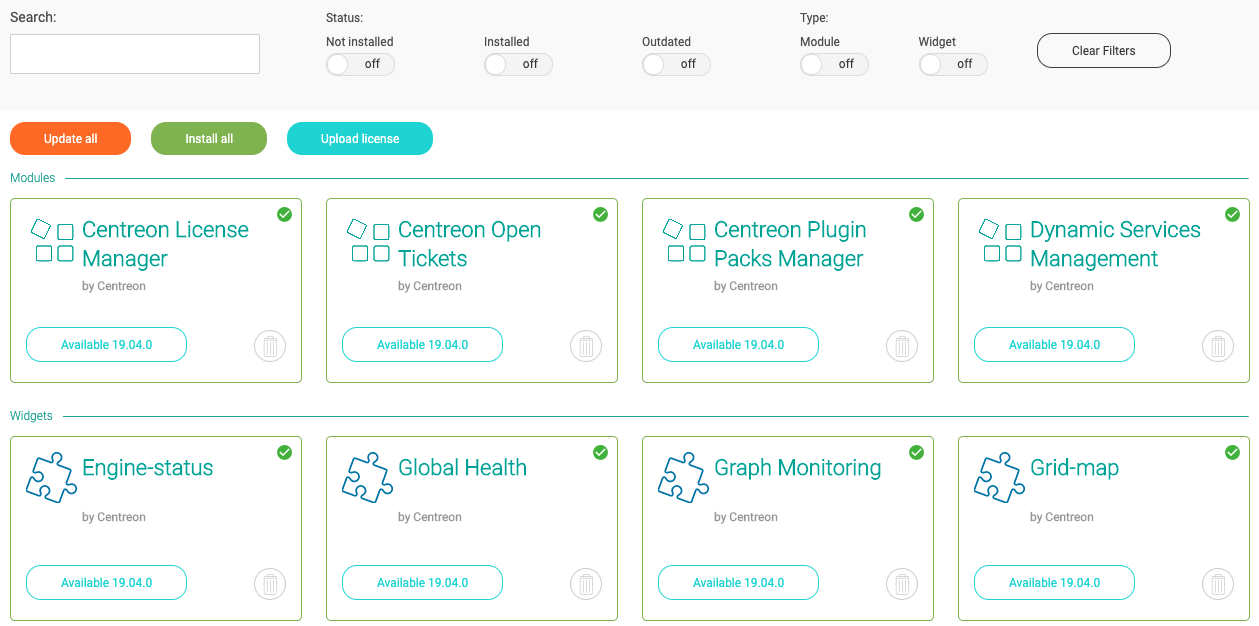 Search:
Status:
Type:
Not installed
Installed
Outdated
Module
Widget
off
off
off
off
off
Clear Filters
Update all
Install all
Upload license
Modules
Centreon License
Manager
by Centreon
Available 19.04.0
Centreon Open
Tickets
by Centreon
Available 19.04.0
Centreon Plugin
Packs Manager
by Centreon
Available 19.04.0
Dynamic Services
Management
by Centreon
Available 19.04.0
Widgets
Engine-status
by Centreon
Available 19.04.0
Global Health
by Centreon
Available 19.04.0
Graph Monitoring
by Centreon
Available 19.04.0
Grid-map
by Centreon
Available 19.04.0